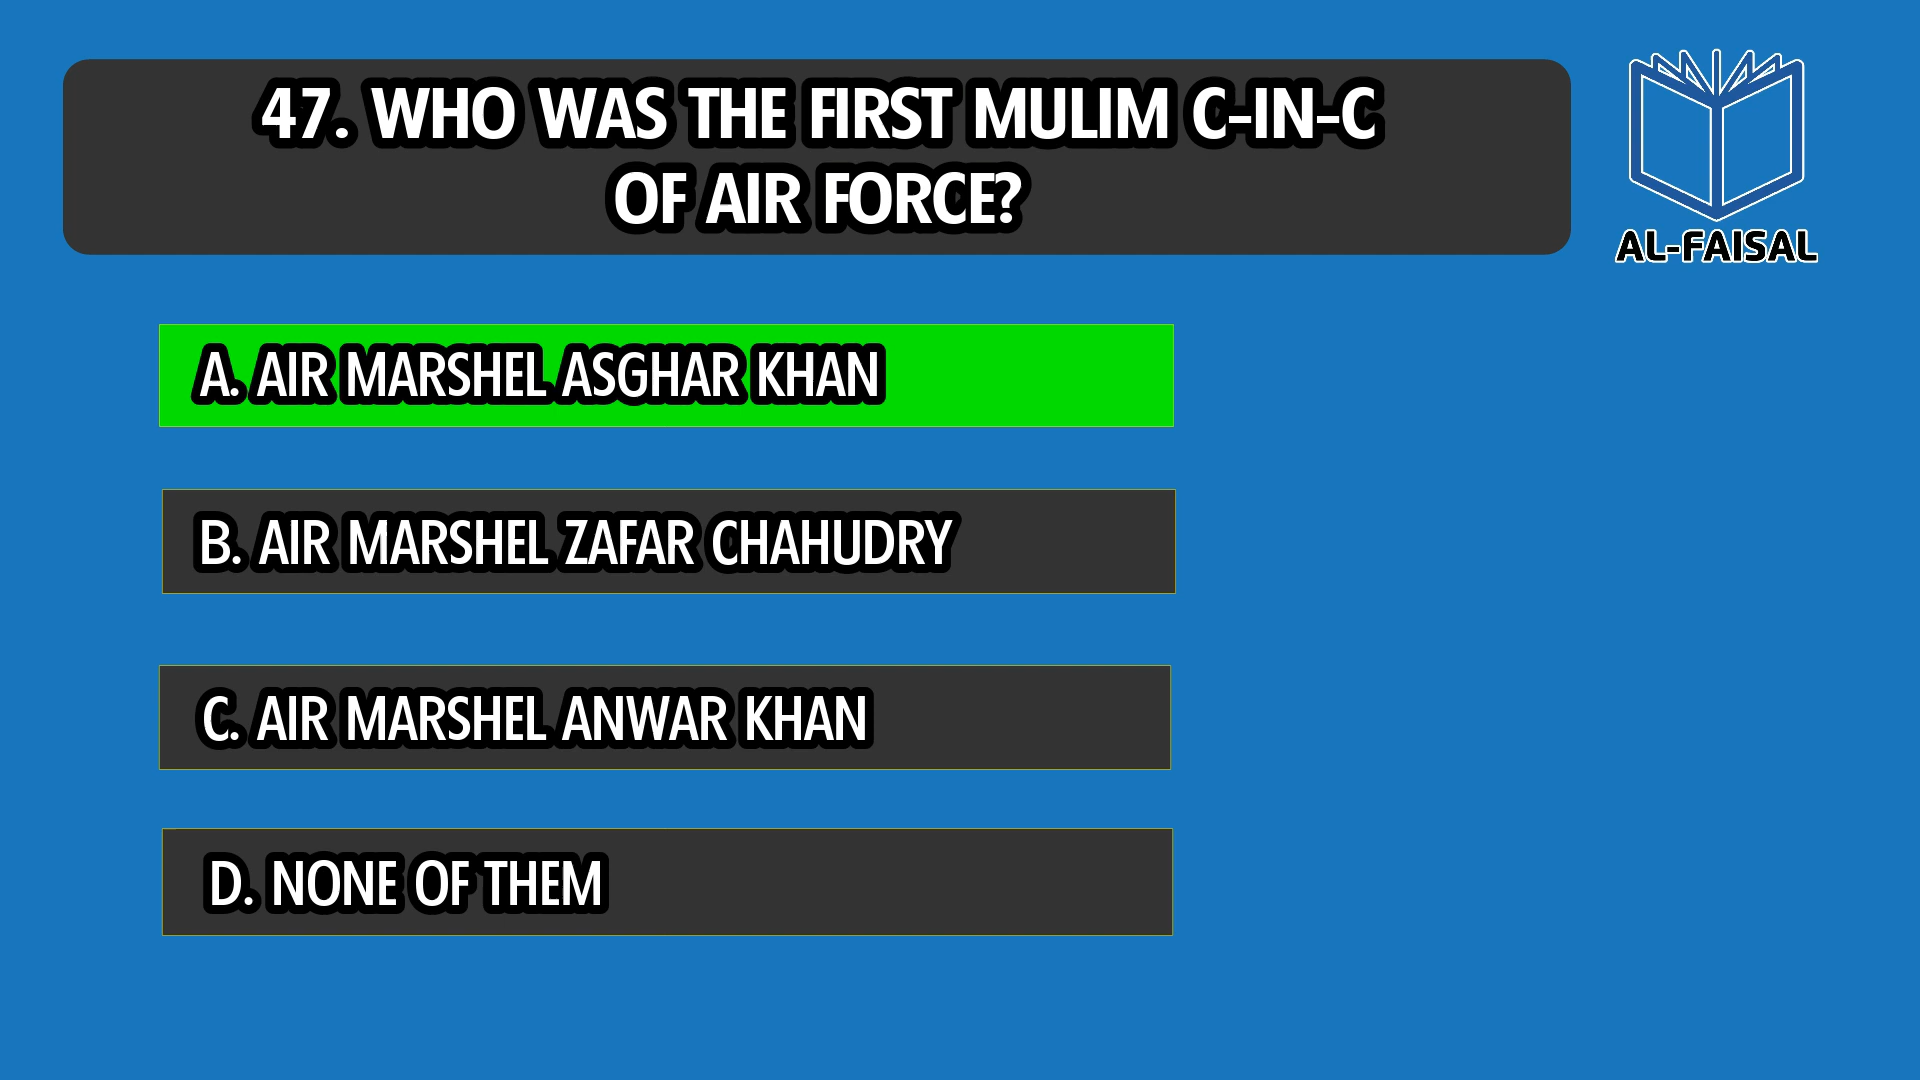 47. WHO WAS THE FIRST MULIM C-IN-C
OF AIR FORCE?
AL-FAISAL
A. AIR MARSHEL ASGHAR KHAN
B. AIR MARSHEL ZAFAR CHAHUDRY
C. AIR MARSHEL ANWAR KHAN
D. NONE OF THEM